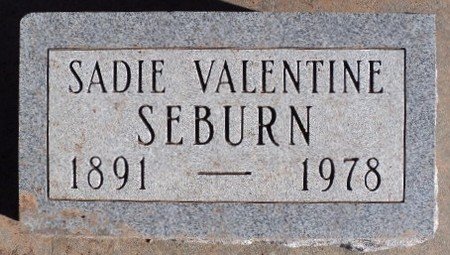 SADIE VALENTINE
SEBURN
1891 — 1978